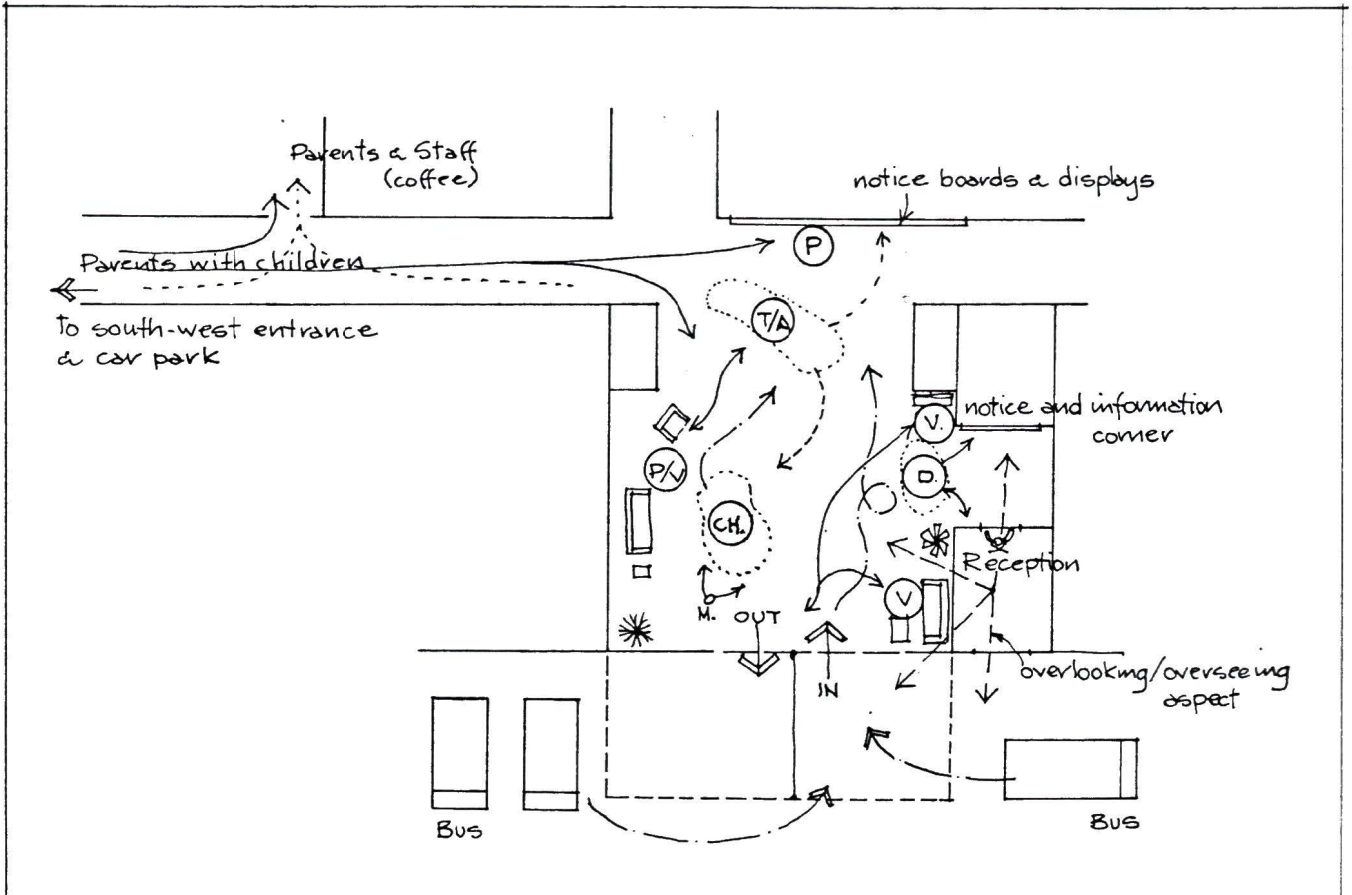 Parents & Staff
(coffee)
notice boards & displays
P
Parents with children
To south-west entrance
& car park
T/A
notice and information
corner
V.
P/V
D.
CH.
Reception
M.
OUT
V
IN
overlooking/overseeing
aspect
Bus
Bus